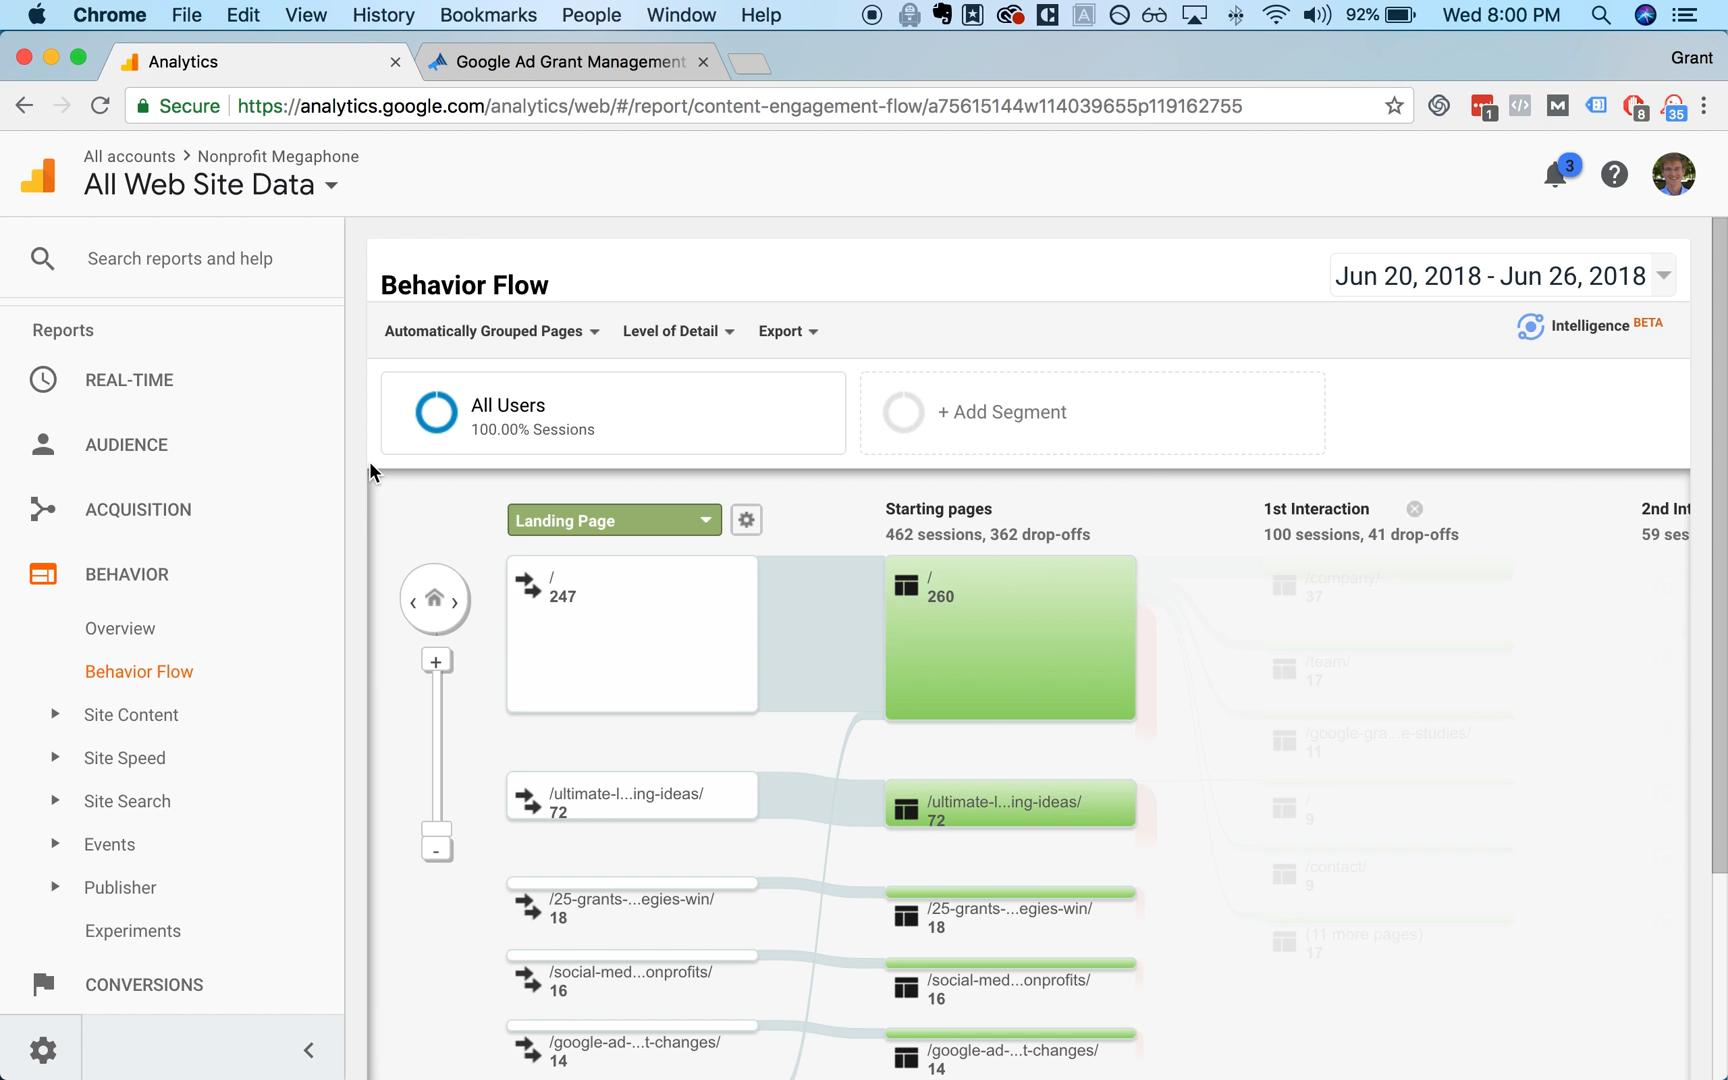 Chrome File Edit View History Bookmarks People Window Help 92% Wed 8:00 PM
Analytics Google Ad Grant Management Grant
Secure https://analytics.google.com/analytics/web/#/report/content-engagement-flow/a75615144w114039655p119162755 1 M 8 35
All accounts > Nonprofit Megaphone
All Web Site Data
3
Search reports and help
Reports
REAL-TIME
AUDIENCE
ACQUISITION
BEHAVIOR
Overview
Behavior Flow
Site Content
Site Speed
Site Search
Events
Publisher
Experiments
CONVERSIONS
Behavior Flow
Jun 20, 2018 - Jun 26, 2018
Automatically Grouped Pages Level of Detail Export
Intelligence BETA
All Users
100.00% Sessions
+ Add Segment
Landing Page
/
247
/ultimate-l...ing-ideas/
72
/25-grants-...egies-win/
18
/social-med...onprofits/
16
/google-ad-...t-changes/
14
Starting pages
462 sessions, 362 drop-offs
/
260
/ultimate-l...ing-ideas/
72
/25-grants-...egies-win/
18
/social-med...onprofits/
16
/google-ad-...t-changes/
14
1st Interaction
100 sessions, 41 drop-offs
/company/
37
/team/
17
/google-gra...e-studies/
11
/
9
/contact/
9
(11 more pages)
17
2nd Int
59 ses